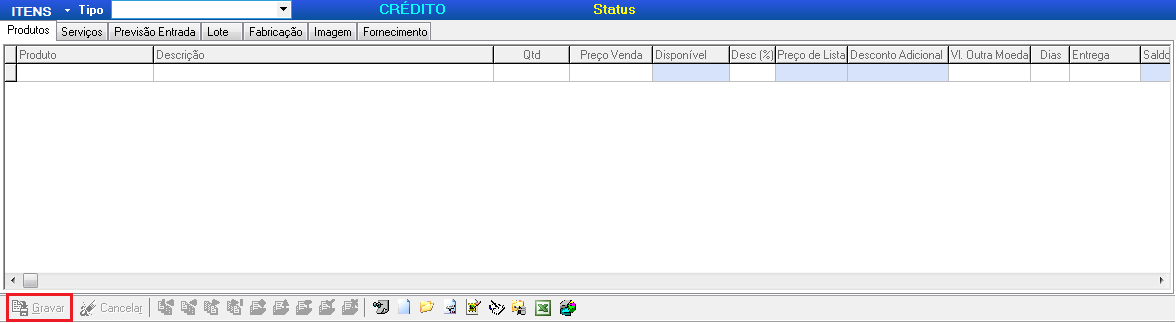 ITENS Tipo CRÉDITO Status
Produtos Serviços Previsão Entrada Lote Fabricação Imagem Fornecimento
Produto Descrição Qtd Preço Venda Disponível Desc (%) Preço de Lista Desconto Adicional Vl. Outra Moeda Dias Entrega Saldo
Gravar Cancelar